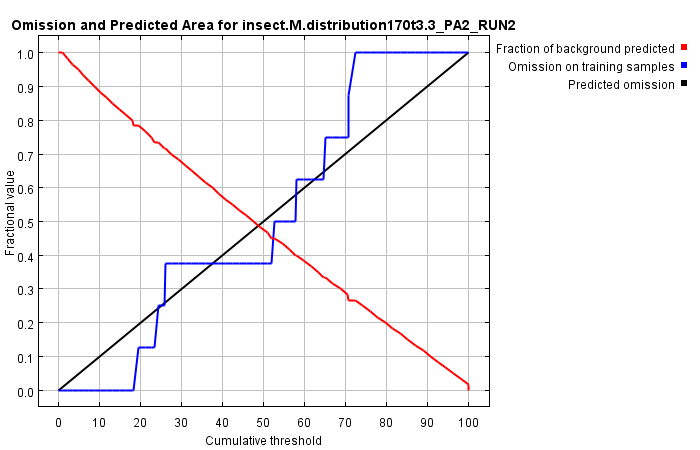 Omission and Predicted Area for insect.M.distribution170t3.3_PA2_RUN2
Fraction of background predicted
Omission on training samples
Predicted omission
Fractional value
1.0
0.9
0.8
0.7
0.6
0.5
0.4
0.3
0.2
0.1
0.0
0 10 20 30 40 50 60 70 80 90 100
Cumulative threshold